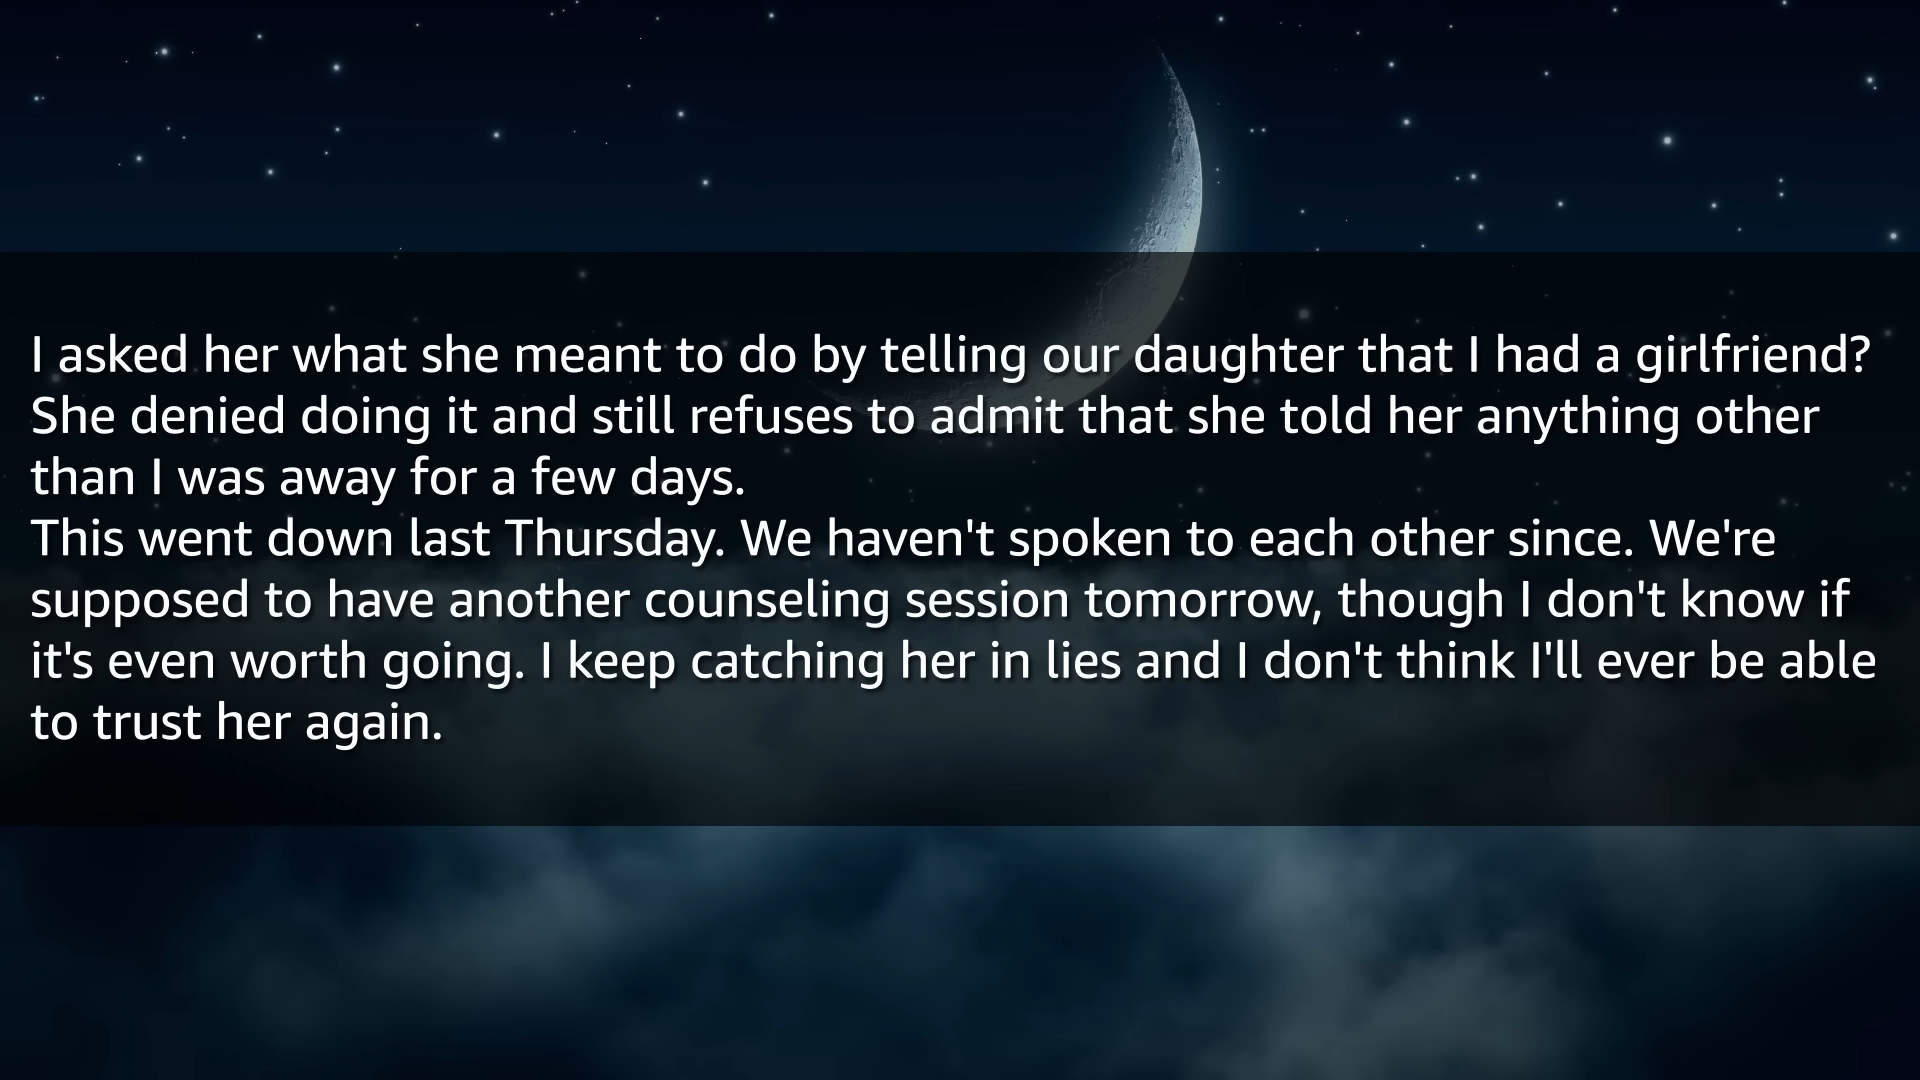 I asked her what she meant to do by telling our daughter that I had a girlfriend?
She denied doing it and still refuses to admit that she told her anything other
than I was away for a few days.
This went down last Thursday. We haven't spoken to each other since. We're
supposed to have another counseling session tomorrow, though I don't know if
it's even worth going. I keep catching her in lies and I don't think I'll ever be able
to trust her again.